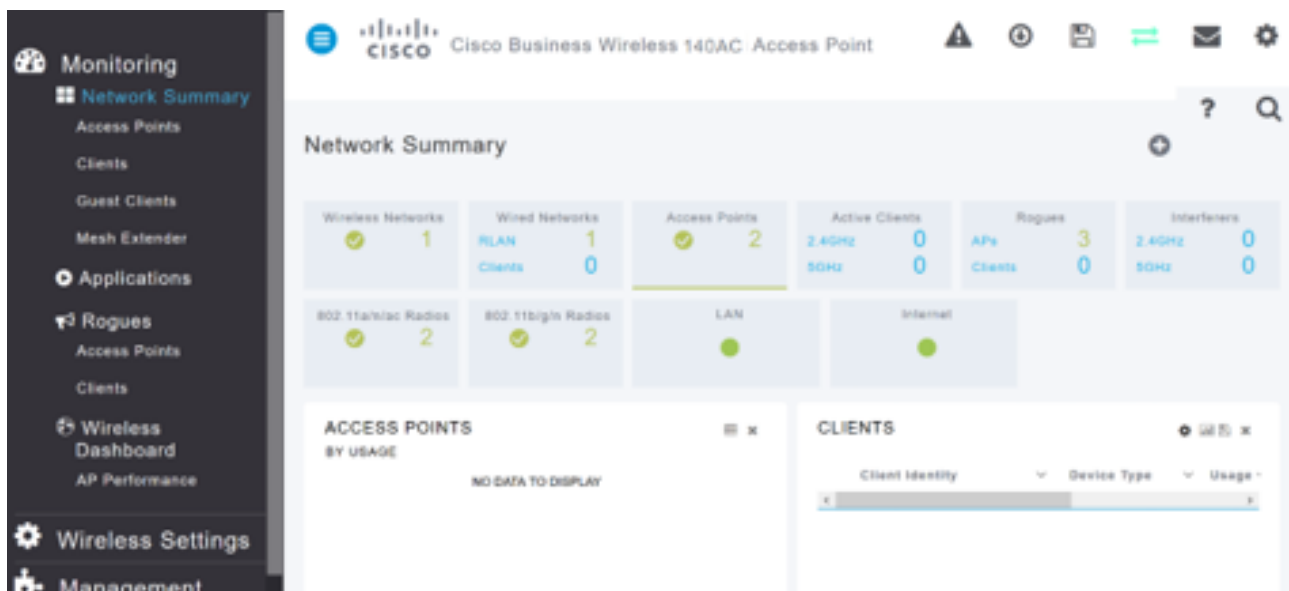 Monitoring
Network Summary
Access Points
Clients
Guest Clients
Mesh Extender
Applications
Rogues
Access Points
Clients
Wireless
Dashboard
AP Performance
Wireless Settings
Management
CISCO Cisco Business Wireless 140AC Access Point
?
Network Summary
Wireless Networks
1
Wired Networks
RLAN 1
Clients 0
Access Points
2
Active Clients
2.4GHz 0
5GHz 0
Rogues
APs 3
Clients 0
Interferers
2.4GHz 0
5GHz 0
802.11a/n/ac Radios
2
802.11b/g/n Radios
2
LAN
Internet
ACCESS POINTS
BY USAGE
NO DATA TO DISPLAY
CLIENTS
Client Identity Device Type Usage